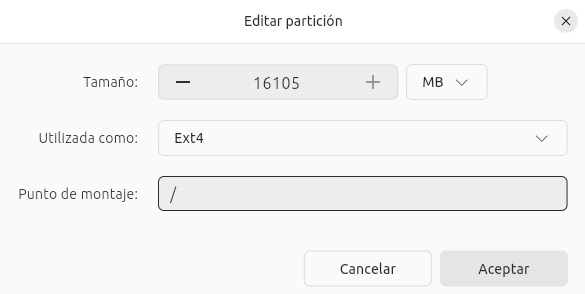 Editar partición
Tamaño: 16105 MB
Utilizada como: Ext4
Punto de montaje: /
Cancelar Aceptar